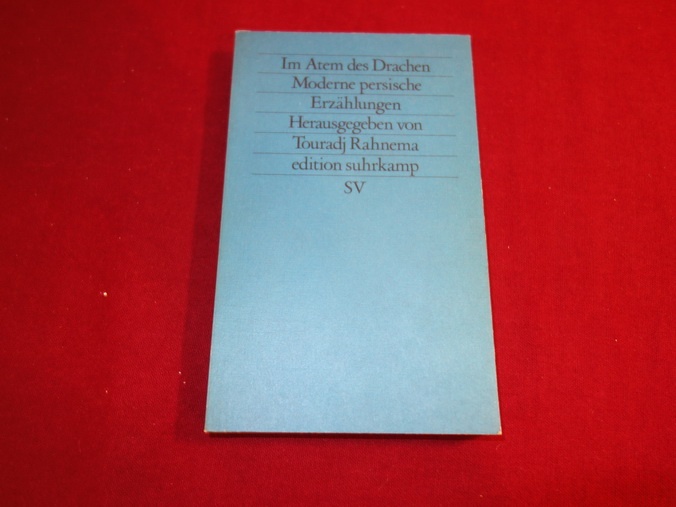 Im Atem des Drachen
Moderne persische
Erzählungen
Herausgegeben von
Touradj Rahnema
edition suhrkamp
SV